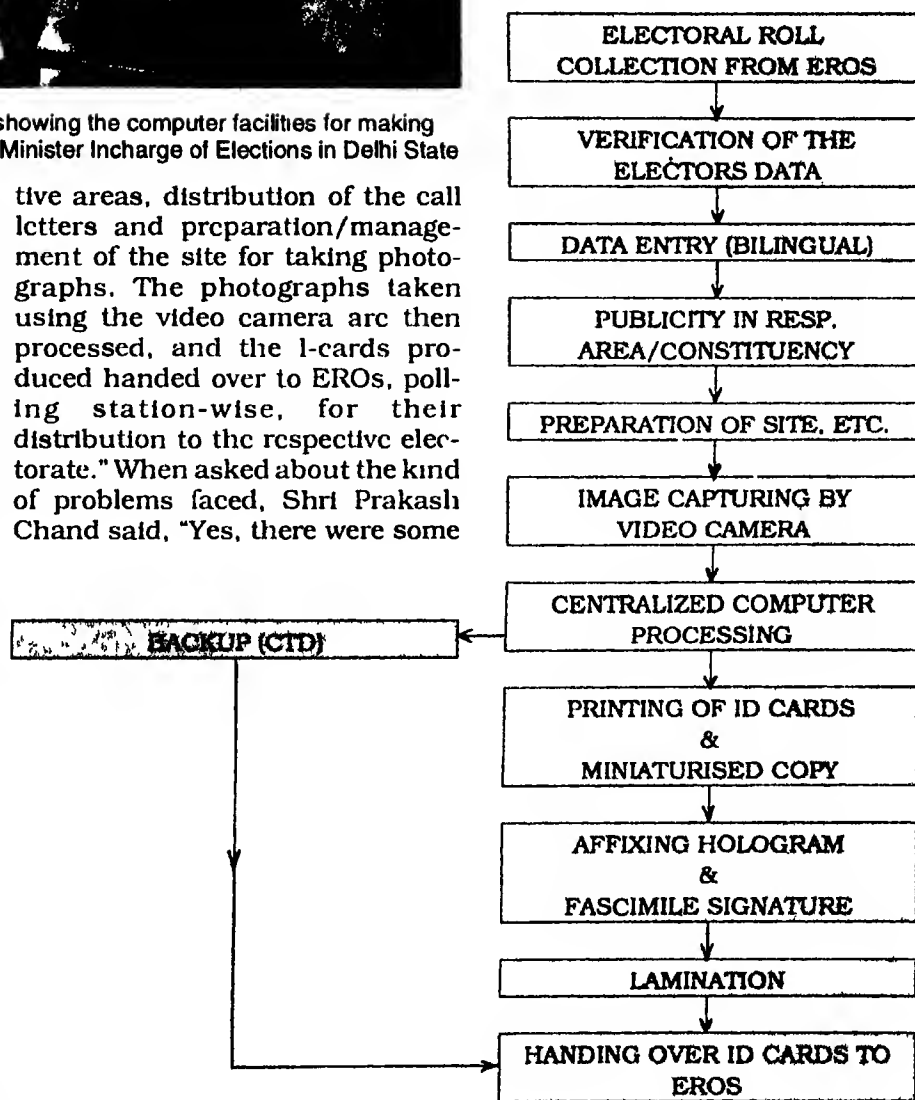 showing the computer facilities for making
Minister Incharge of Elections in Delhi State
tive areas, distribution of the call
letters and preparation/manage-
ment of the site for taking photo-
graphs. The photographs taken
using the video camera are then
processed, and the I-cards pro-
duced handed over to EROs, poll-
ing station-wise, for their
distribution to the respective elec-
torate." When asked about the kind
of problems faced, Shri Prakash
Chand said, "Yes, there were some
ELECTORAL ROLL
COLLECTION FROM EROS
VERIFICATION OF THE
ELECTORS DATA
DATA ENTRY (BILINGUAL)
PUBLICITY IN RESP.
AREA/CONSTITUENCY
PREPARATION OF SITE, ETC.
IMAGE CAPTURING BY
VIDEO CAMERA
CENTRALIZED COMPUTER
PROCESSING
BACKUP (CTD)
PRINTING OF ID CARDS
&
MINIATURISED COPY
AFFIXING HOLOGRAM
&
FASCIMILE SIGNATURE
LAMINATION
HANDING OVER ID CARDS TO
EROS